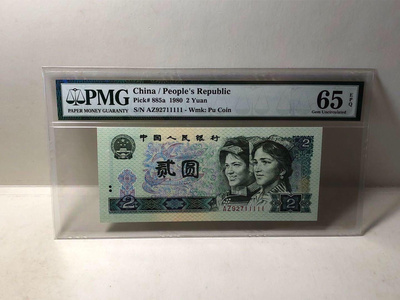 PMG
PAPER MONEY GUARANTY
China / People's Republic
Pick# 885a 1980 2 Yuan
S/N AZ92711111 - Wmk: Pu Coin
65 EPQ
Gem Uncirculated
中国人民银行
2
贰圆
AZ92711111
2
2